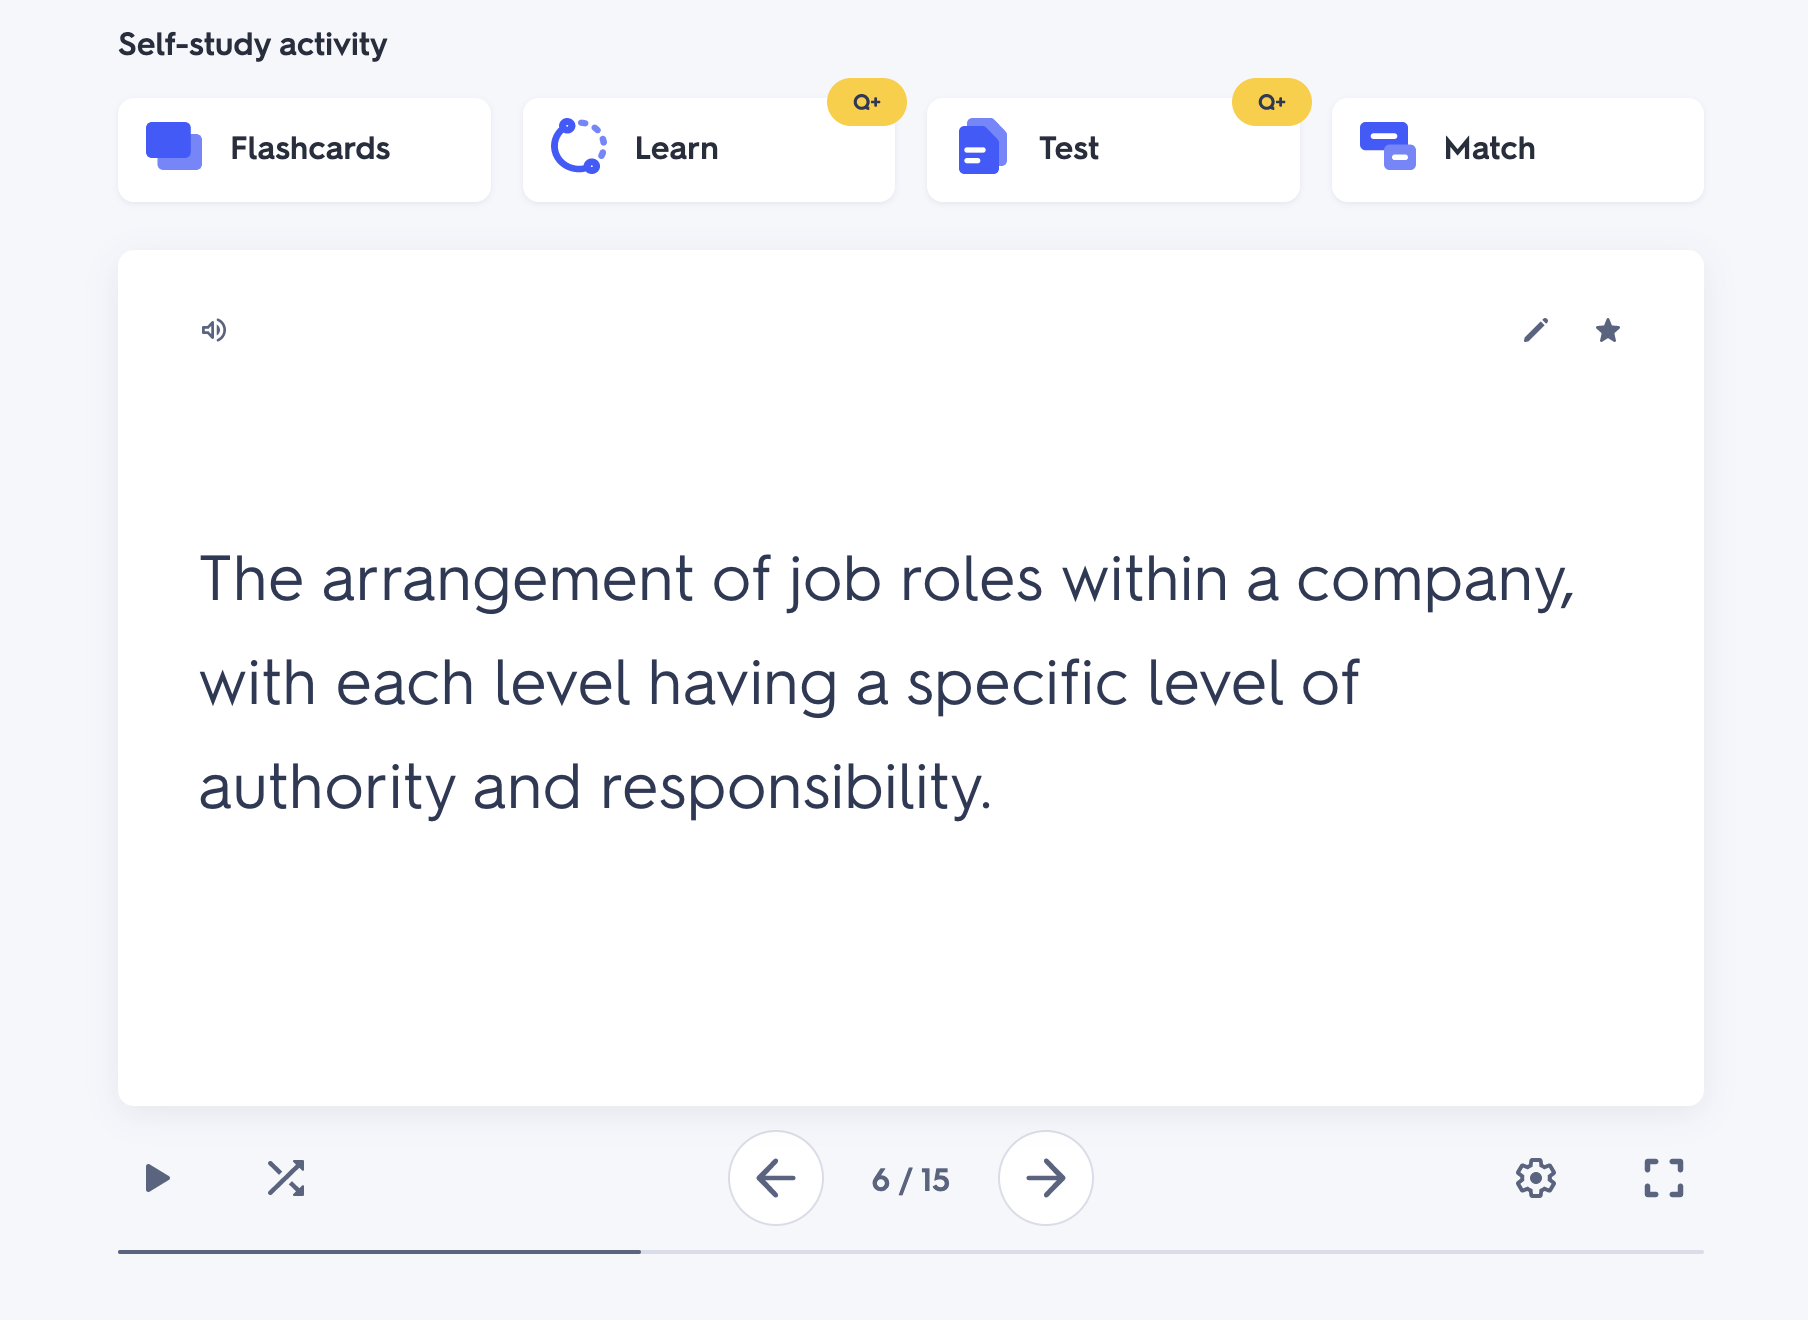 Self-study activity
Flashcards
Learn
Q+
Test
Q+
Match
The arrangement of job roles within a company,
with each level having a specific level of
authority and responsibility.
6 / 15